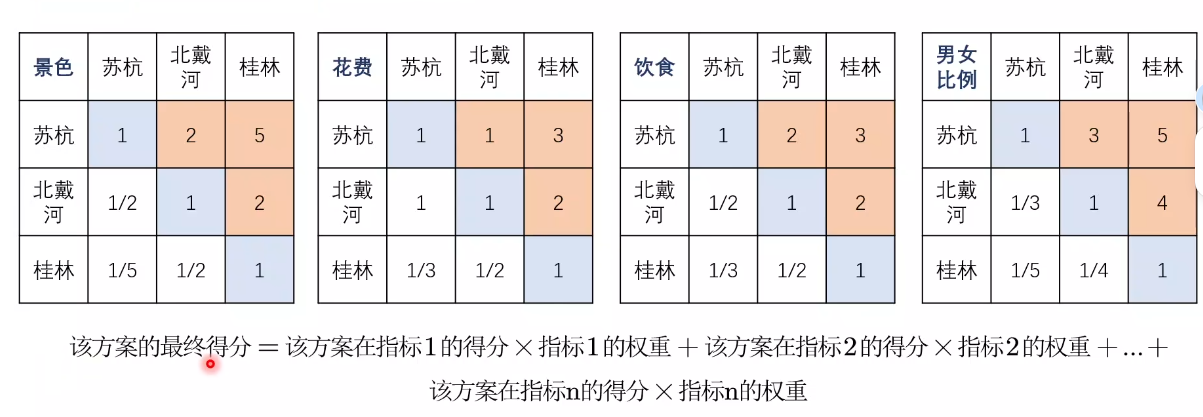 景色 苏杭 北戴河 桂林
苏杭 1 2 5
北戴河 1/2 1 2
桂林 1/5 1/2 1
花费 苏杭 北戴河 桂林
苏杭 1 1 3
北戴河 1 1 2
桂林 1/3 1/2 1
饮食 苏杭 北戴河 桂林
苏杭 1 2 3
北戴河 1/2 1 2
桂林 1/3 1/2 1
男女比例 苏杭 北戴河 桂林
苏杭 1 3 5
北戴河 1/3 1 4
桂林 1/5 1/4 1
该方案的最终得分＝该方案在指标1的得分×指标1的权重＋该方案在指标2的得分×指标2的权重＋...＋
该方案在指标n的得分×指标n的权重